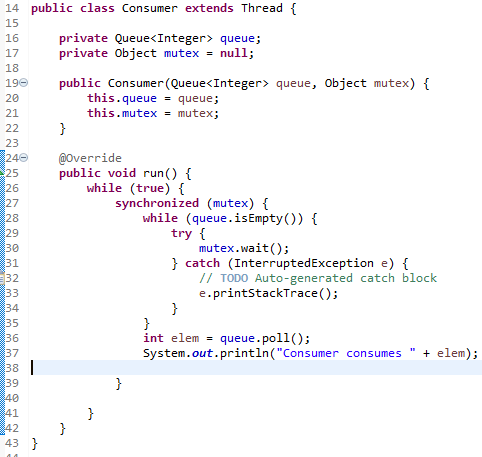 14 public class Consumer extends Thread {
15
16     private Queue<Integer> queue;
17     private Object mutex = null;
18
19     public Consumer(Queue<Integer> queue, Object mutex) {
20         this.queue = queue;
21         this.mutex = mutex;
22     }
23
24     @Override
25     public void run() {
26         while (true) {
27             synchronized (mutex) {
28                 while (queue.isEmpty()) {
29                     try {
30                         mutex.wait();
31                     } catch (InterruptedException e) {
32                         // TODO Auto-generated catch block
33                         e.printStackTrace();
34                     }
35                 }
36                 int elem = queue.poll();
37                 System.out.println("Consumer consumes " + elem);
38
39             }
40
41         }
42     }
43 }
44